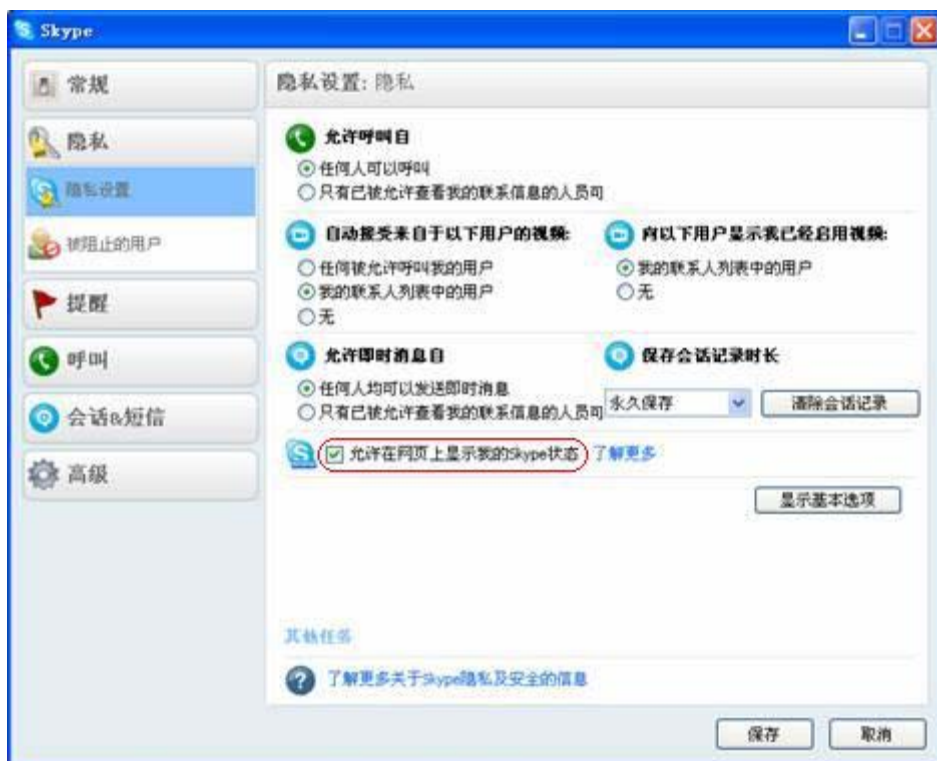 Skype
常规
隐私
隐私设置
被阻止的用户
提醒
呼叫
会话&短信
高级
隐私设置: 隐私
允许呼叫自
任何人可以呼叫
只有已被允许查看我的联系信息的人员司
自动接受来自于以下用户的视频:
任何被允许呼叫我的用户
我的联系人列表中的用户
无
向以下用户显示我已经启用视频:
我的联系人列表中的用户
无
允许即时消息自
任何人均可以发送即时消息
只有已被允许查看我的联系信息的人员司
保存会话记录时长
永久保存
清除会话记录
允许在网页上显示我的Skype状态 了解更多
显示基本选项
其他任务
了解更多关于Skype隐私及安全的信息
保存
取消